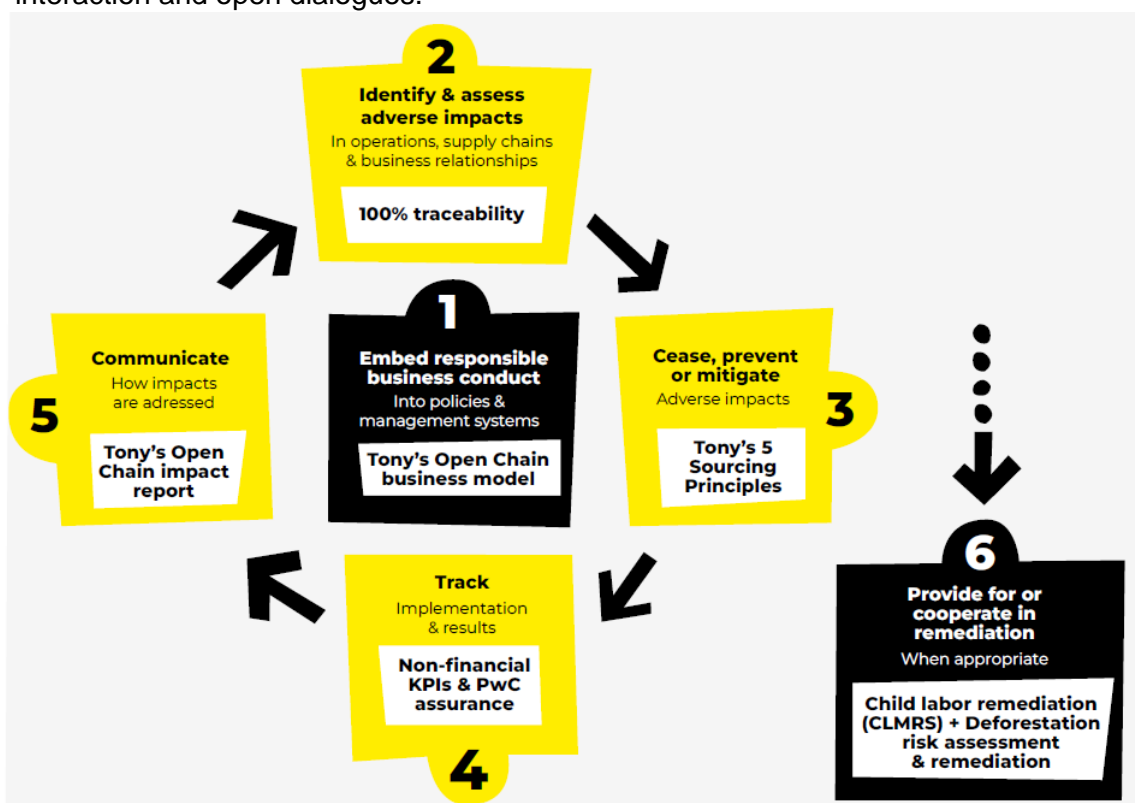 interaction and open dialogues.
2
Identify & assess
adverse impacts
In operations, supply chains
& business relationships
100% traceability
1
Embed responsible
business conduct
Into policies &
management systems
Tony's Open Chain
business model
Cease, prevent
or mitigate
Adverse impacts
3
Tony's 5
Sourcing
Principles
Communicate
How impacts
are adressed
5
Tony's Open
Chain impact
report
Track
Implementation
& results
Non-financial
KPIs & PwC
assurance
4
6
Provide for or
cooperate in
remediation
When appropriate
Child labor remediation
(CLMRS) + Deforestation
risk assessment
& remediation